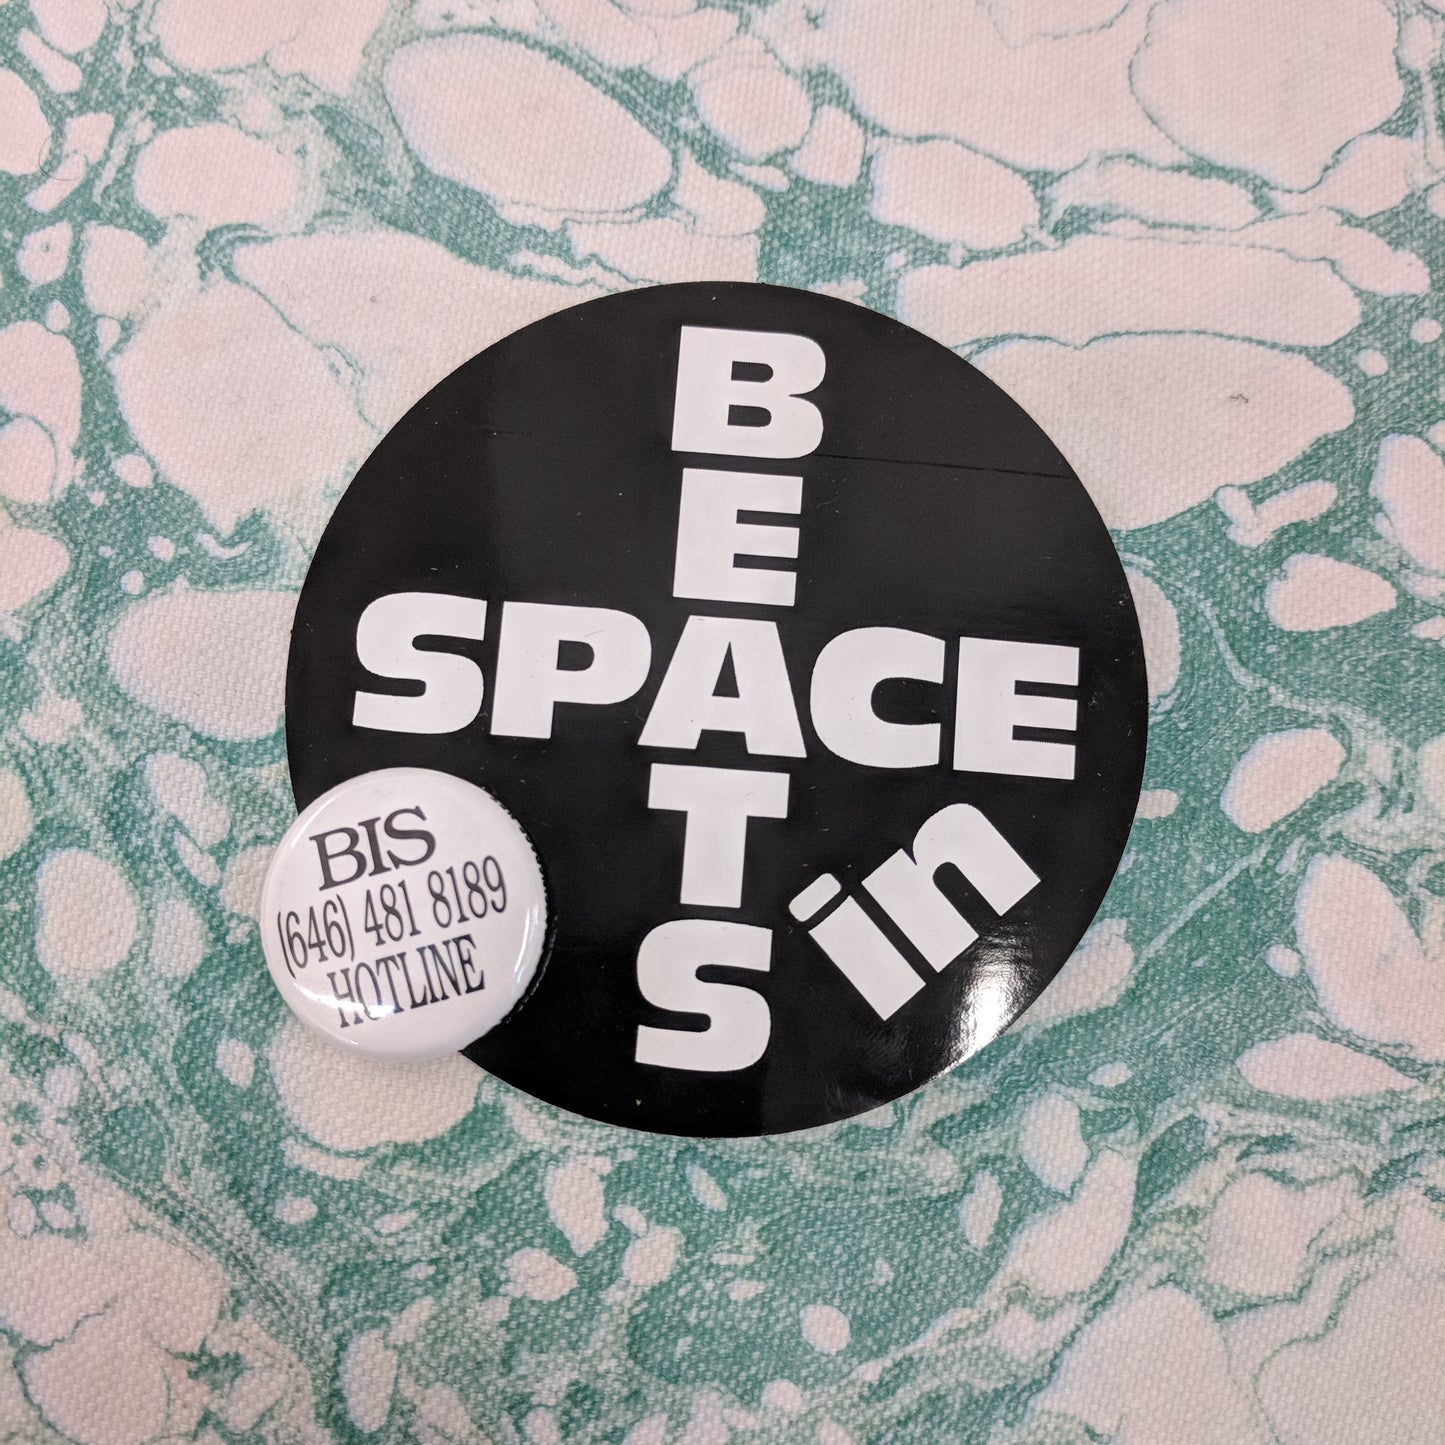 BEATS
SPACE
in
BIS
(646) 481 8189
HOTLINE